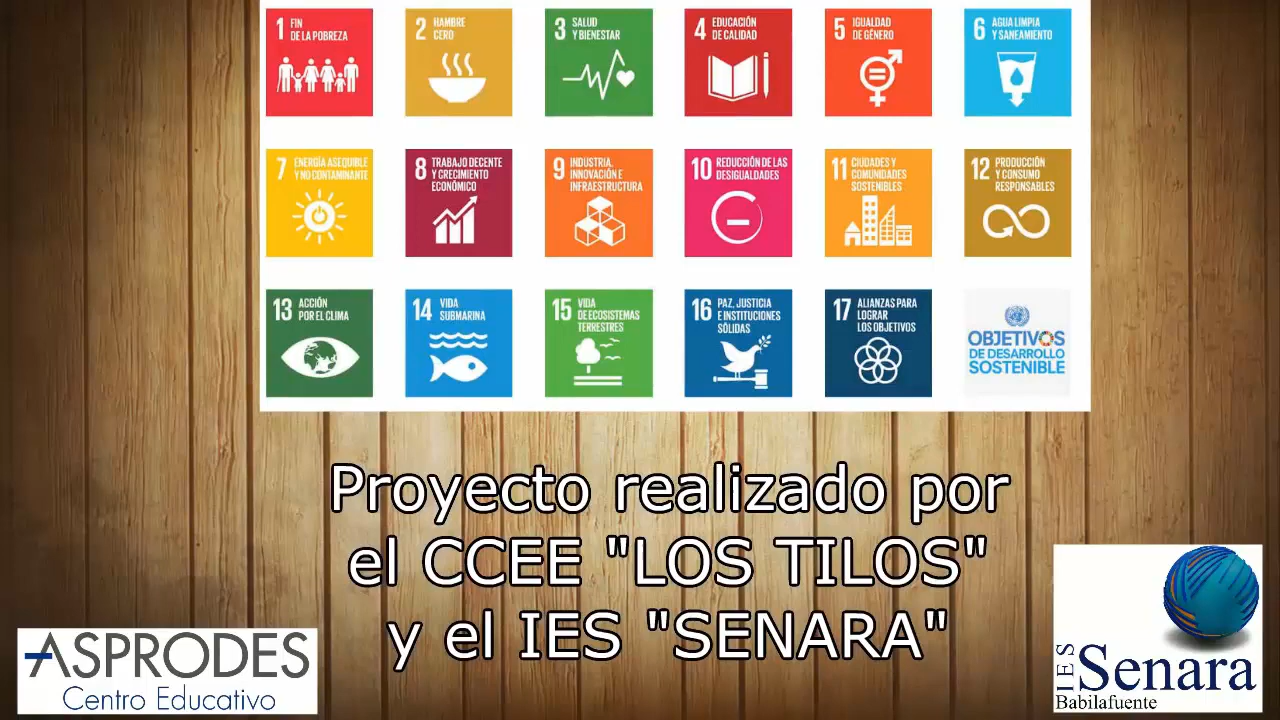 1 FIN
DE LA POBREZA
2 HAMBRE
CERO
3 SALUD
Y BIENESTAR
4 EDUCACIÓN
DE CALIDAD
5 IGUALDAD
DE GÉNERO
6 AGUA LIMPIA
Y SANEAMIENTO
7 ENERGÍA ASEQUIBLE
Y NO CONTAMINANTE
8 TRABAJO DECENTE
Y CRECIMIENTO
ECONÓMICO
9 INDUSTRIA,
INNOVACIÓN E
INFRAESTRUCTURA
10 REDUCCIÓN DE LAS
DESIGUALDADES
11 CIUDADES Y
COMUNIDADES
SOSTENIBLES
12 PRODUCCIÓN
Y CONSUMO
RESPONSABLES
13 ACCIÓN
POR EL CLIMA
14 VIDA
SUBMARINA
15 VIDA
DE ECOSISTEMAS
TERRESTRES
16 PAZ, JUSTICIA
E INSTITUCIONES
SÓLIDAS
17 ALIANZAS PARA
LOGRAR
LOS OBJETIVOS
OBJETIVOS
DE DESARROLLO
SOSTENIBLE
Proyecto realizado por
el CCEE "LOS TILOS"
y el IES "SENARA"
ASPRODES
Centro Educativo
IES Senara
Babilafuente